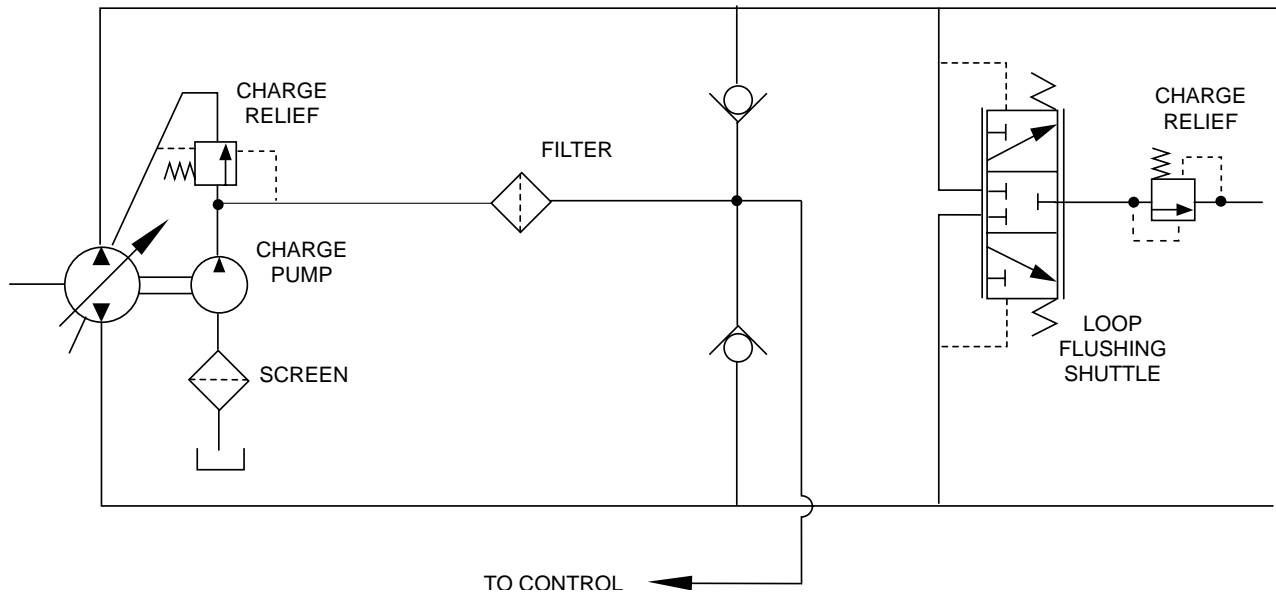 CHARGE
RELIEF
FILTER
CHARGE
RELIEF
CHARGE
PUMP
SCREEN
LOOP
FLUSHING
SHUTTLE
TO CONTROL